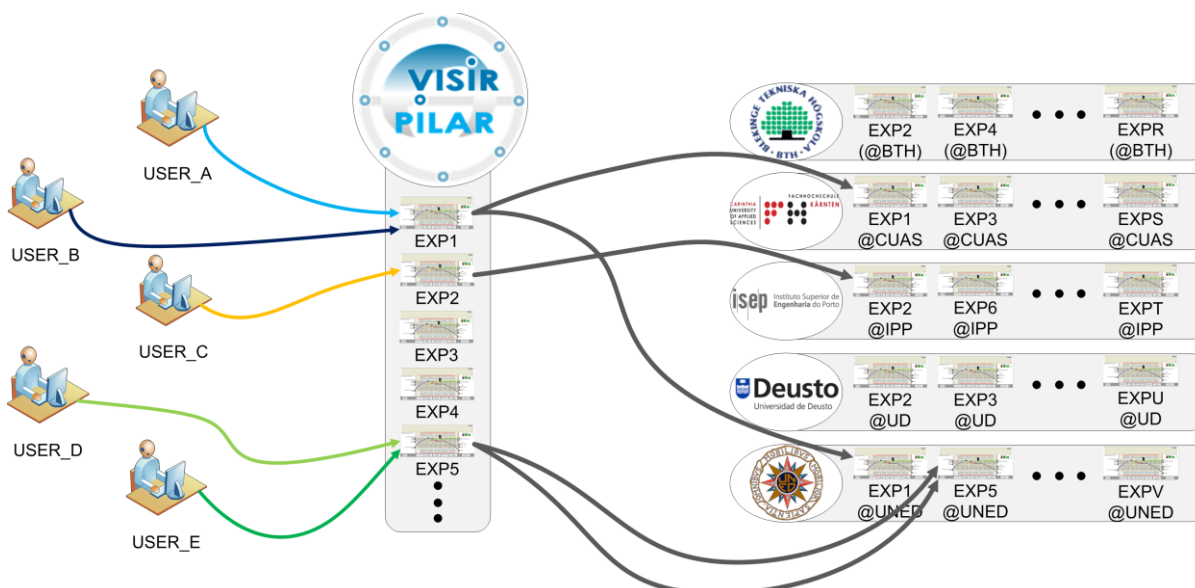 VISIR
PILAR
USER_A
USER_B
USER_C
USER_D
USER_E
EXP1
EXP2
EXP3
EXP4
EXP5
BLEKINGE TEKNISKA HÖGSKOLA · BTH ·
EXP2
(@BTH)
EXP4
(@BTH)
EXPR
(@BTH)
CARINTHIA
UNIVERSITY
OF APPLIED
SCIENCES
FACHHOCHSCHULE
KÄRNTEN
EXP1
@CUAS
EXP3
@CUAS
EXPS
@CUAS
isep
Instituto Superior de
Engenharia do Porto
EXP2
@IPP
EXP6
@IPP
EXPT
@IPP
Deusto
Universidad de Deusto
EXP2
@UD
EXP3
@UD
EXPU
@UD
UNED
EXP1
@UNED
EXP5
@UNED
EXPV
@UNED